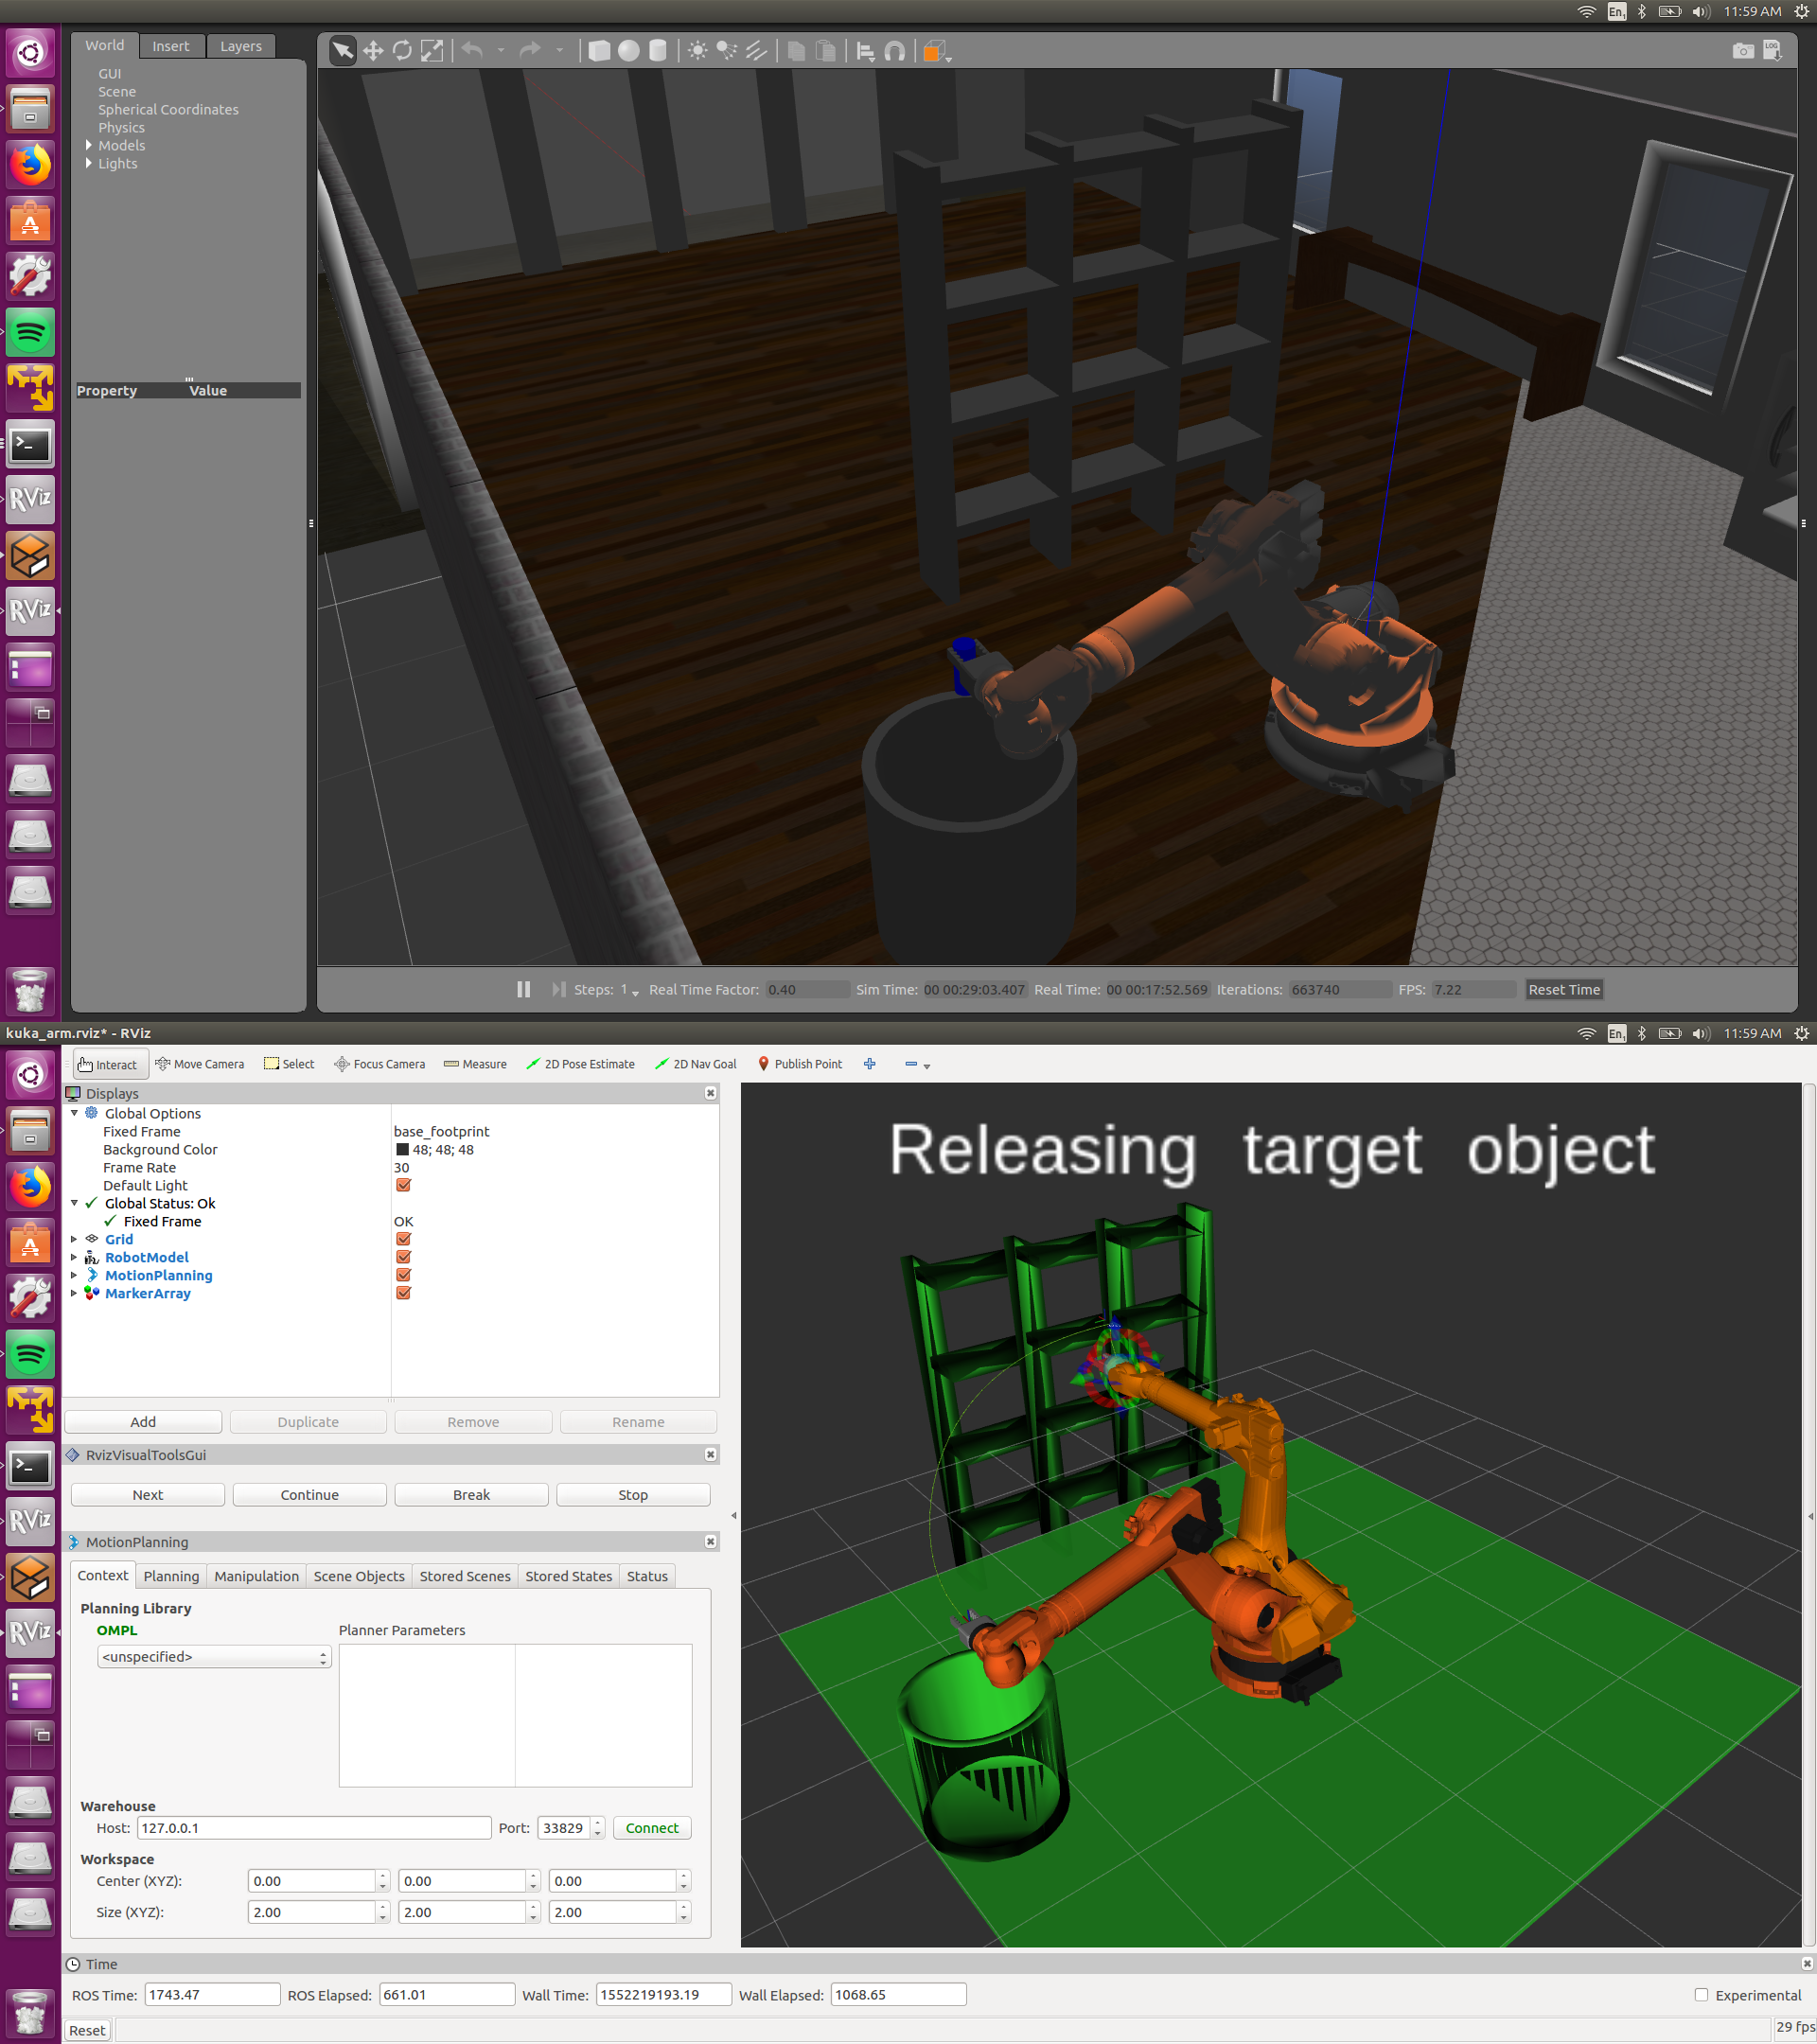 En₁ 11:59 AM
World Insert Layers
GUI
Scene
Spherical Coordinates
Physics
Models
Lights
Property Value
LOG
RViz
RViz
Steps: 1 Real Time Factor: 0.40 Sim Time: 00 00:29:03.407 Real Time: 00 00:17:52.569 Iterations: 663740 FPS: 7.22 Reset Time
kuka_arm.rviz* - RViz En₁ 11:59 AM
Interact Move Camera Select Focus Camera Measure 2D Pose Estimate 2D Nav Goal Publish Point
Displays
Global Options
Fixed Frame base_footprint
Background Color 48; 48; 48
Frame Rate 30
Default Light
Global Status: Ok
Fixed Frame OK
Grid
RobotModel
MotionPlanning
MarkerArray
Add Duplicate Remove Rename
RvizVisualToolsGui
Next Continue Break Stop
MotionPlanning
Context Planning Manipulation Scene Objects Stored Scenes Stored States Status
Planning Library
OMPL Planner Parameters
<unspecified>
Warehouse
Host: 127.0.0.1 Port: 33829 Connect
Workspace
Center (XYZ): 0.00 0.00 0.00
Size (XYZ): 2.00 2.00 2.00
Releasing target object
RViz
RViz
Time
ROS Time: 1743.47 ROS Elapsed: 661.01 Wall Time: 1552219193.19 Wall Elapsed: 1068.65 Experimental
Reset 29 fps